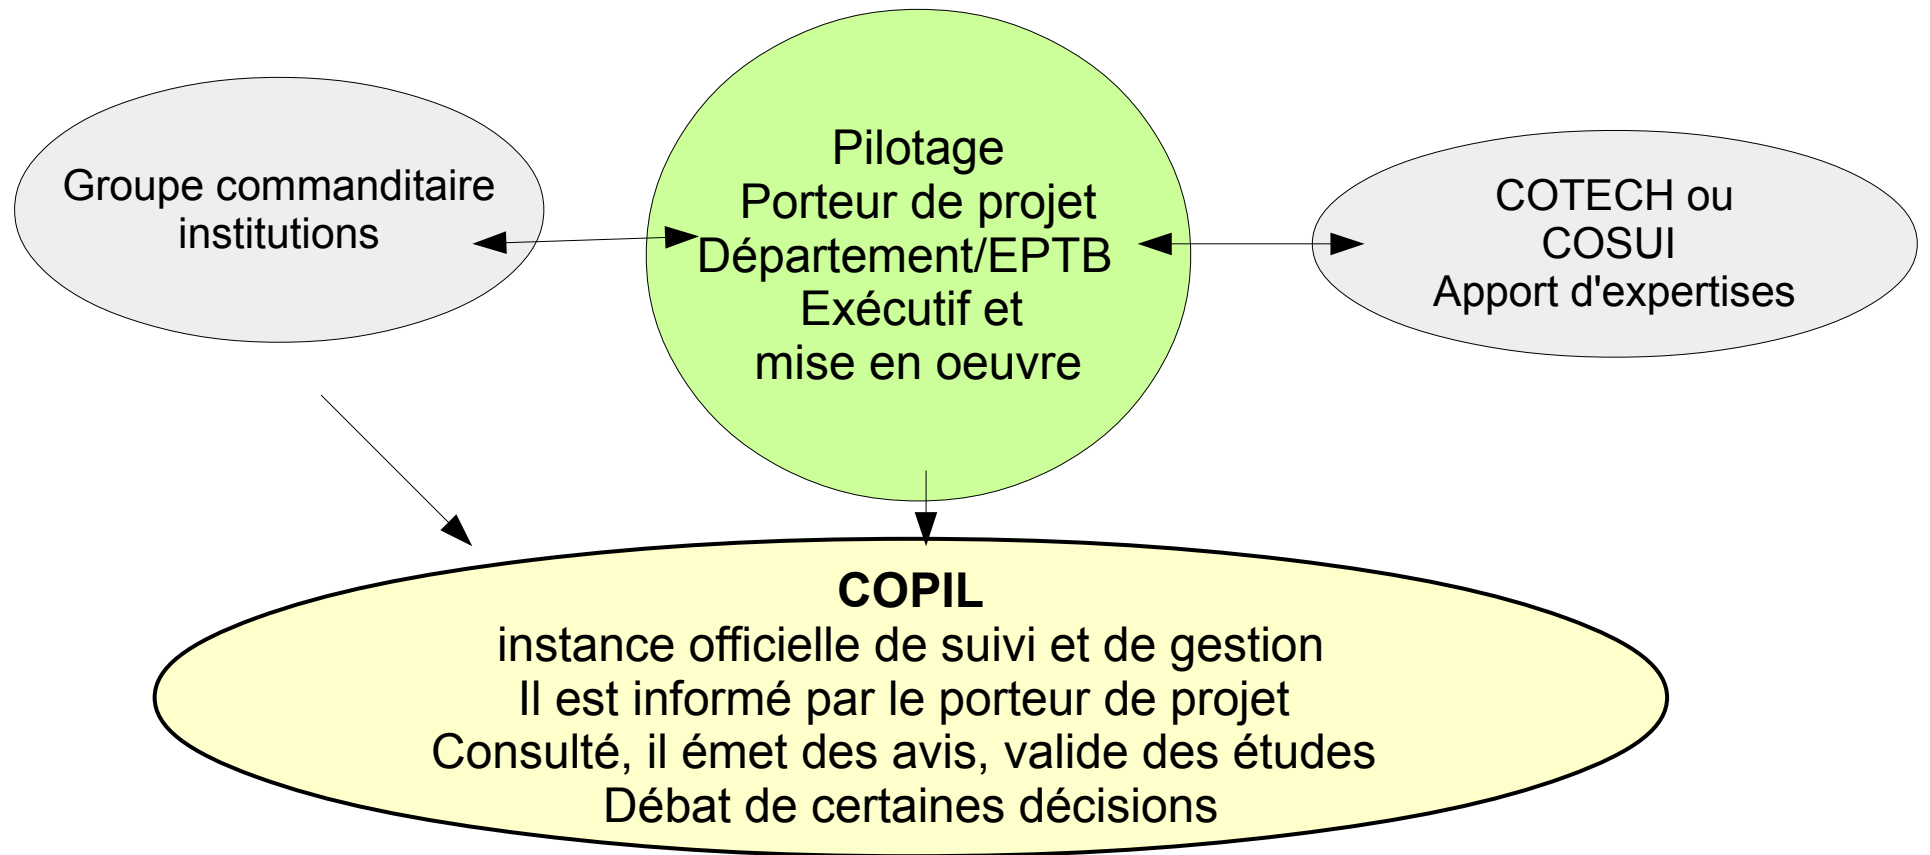 Groupe commanditaire
institutions
Pilotage
Porteur de projet
Département/EPTB
Exécutif et
mise en oeuvre
COTECH ou
COSUI
Apport d'expertises
COPIL
instance officielle de suivi et de gestion
Il est informé par le porteur de projet
Consulté, il émet des avis, valide des études
Débat de certaines décisions